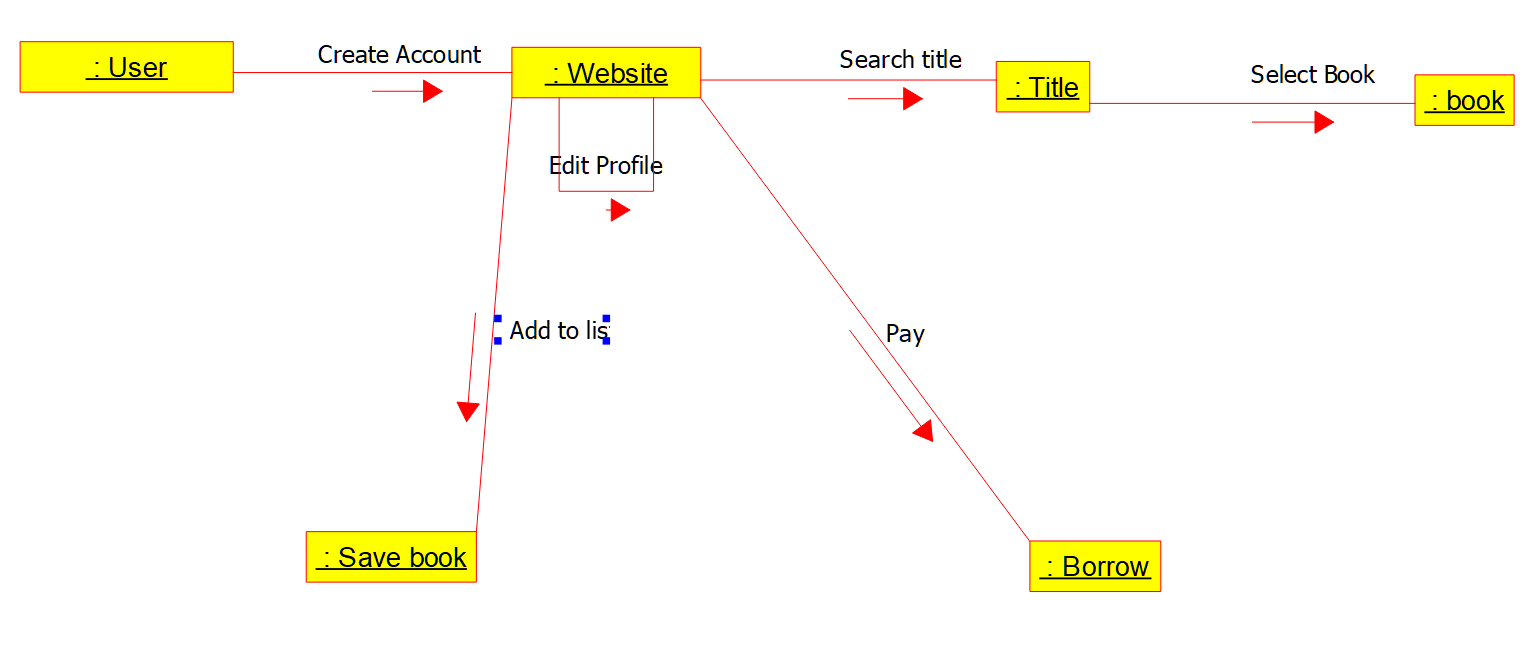 : User
Create Account
: Website
Search title
: Title
Select Book
: book
Edit Profile
Add to lis
Pay
: Save book
: Borrow